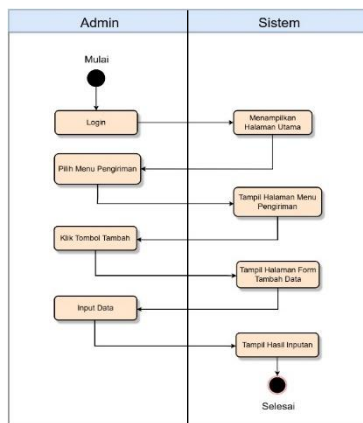 Admin
Sistem
Mulai
Login
Menampilkan
Halaman Utama
Pilih Menu Pengiriman
Tampil Halaman Menu
Pengiriman
Klik Tombol Tambah
Tampil Halaman Form
Tambah Data
Input Data
Tampil Hasil Inputan
Selesai